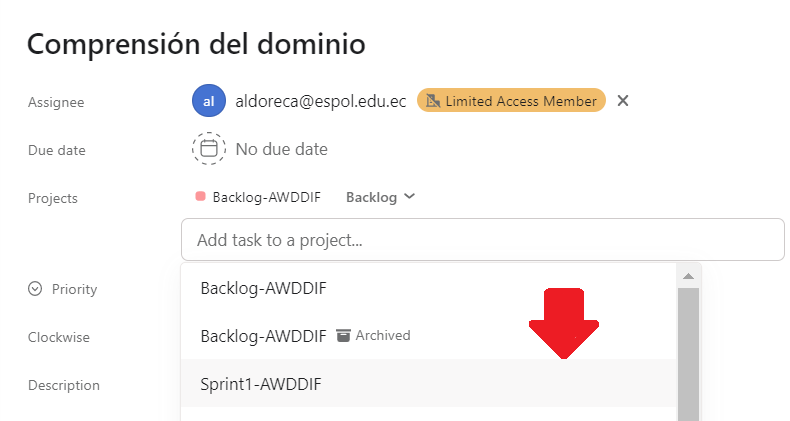 Comprensión del dominio
Assignee
al aldoreca@espol.edu.ec Limited Access Member
Due date
No due date
Projects
Backlog-AWDDIF Backlog
Add task to a project...
Priority
Backlog-AWDDIF
Clockwise
Backlog-AWDDIF Archived
Description
Sprint1-AWDDIF